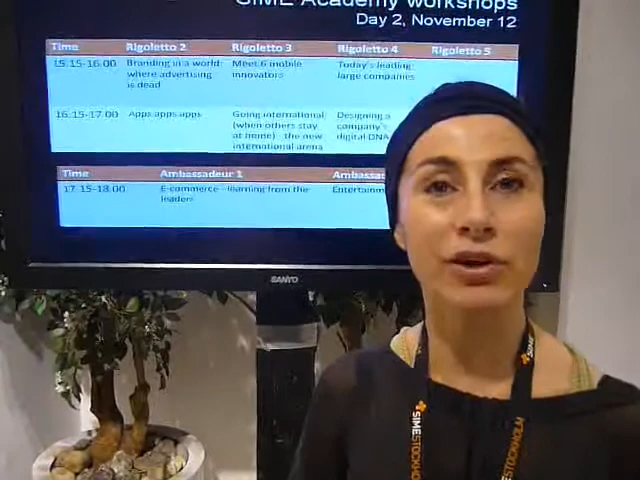 SIME Academy workshops
Day 2, November 12
Time Rigoletto 2 Rigoletto 3 Rigoletto 4 Rigoletto 5
15.15-16.00 Branding in a world: Meet 6 mobile Today's leading
where advertising innovators large companies
is dead
16.15-17.00 Apps apps apps Going international Designing a
(when others stay company's
at home) - the new digital DNA
international arena
Time Ambassadeur 1
17.15-18.00 E-commerce - learning from the
leaders
SANYO
SIME
SIMESTOCKHOLM
STOCKHOLM